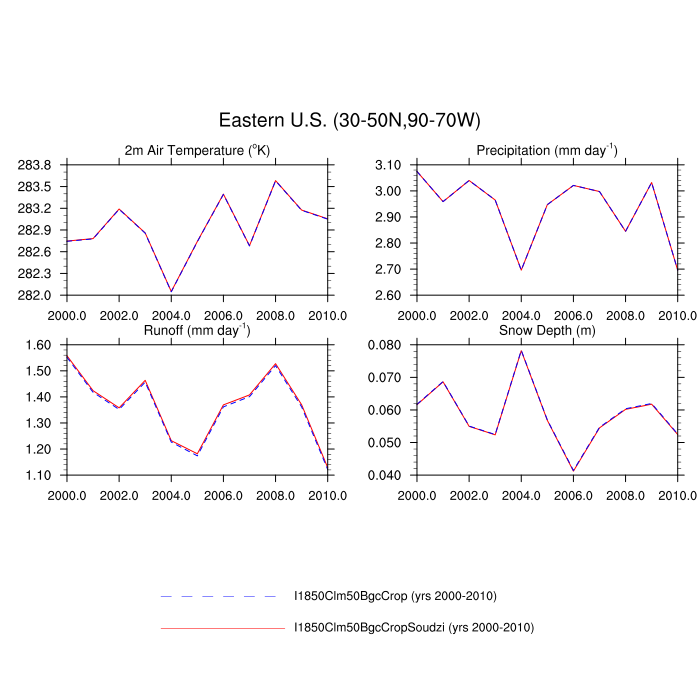 Eastern U.S. (30-50N,90-70W)
2m Air Temperature (°K)
283.8
283.5
283.2
282.9
282.6
282.3
282.0
2000.0 2002.0 2004.0 2006.0 2008.0 2010.0
Precipitation (mm day⁻¹)
3.10
3.00
2.90
2.80
2.70
2.60
2000.0 2002.0 2004.0 2006.0 2008.0 2010.0
Runoff (mm day⁻¹)
1.60
1.50
1.40
1.30
1.20
1.10
2000.0 2002.0 2004.0 2006.0 2008.0 2010.0
Snow Depth (m)
0.080
0.070
0.060
0.050
0.040
2000.0 2002.0 2004.0 2006.0 2008.0 2010.0
I1850Clm50BgcCrop (yrs 2000-2010)
I1850Clm50BgcCropSoudzi (yrs 2000-2010)